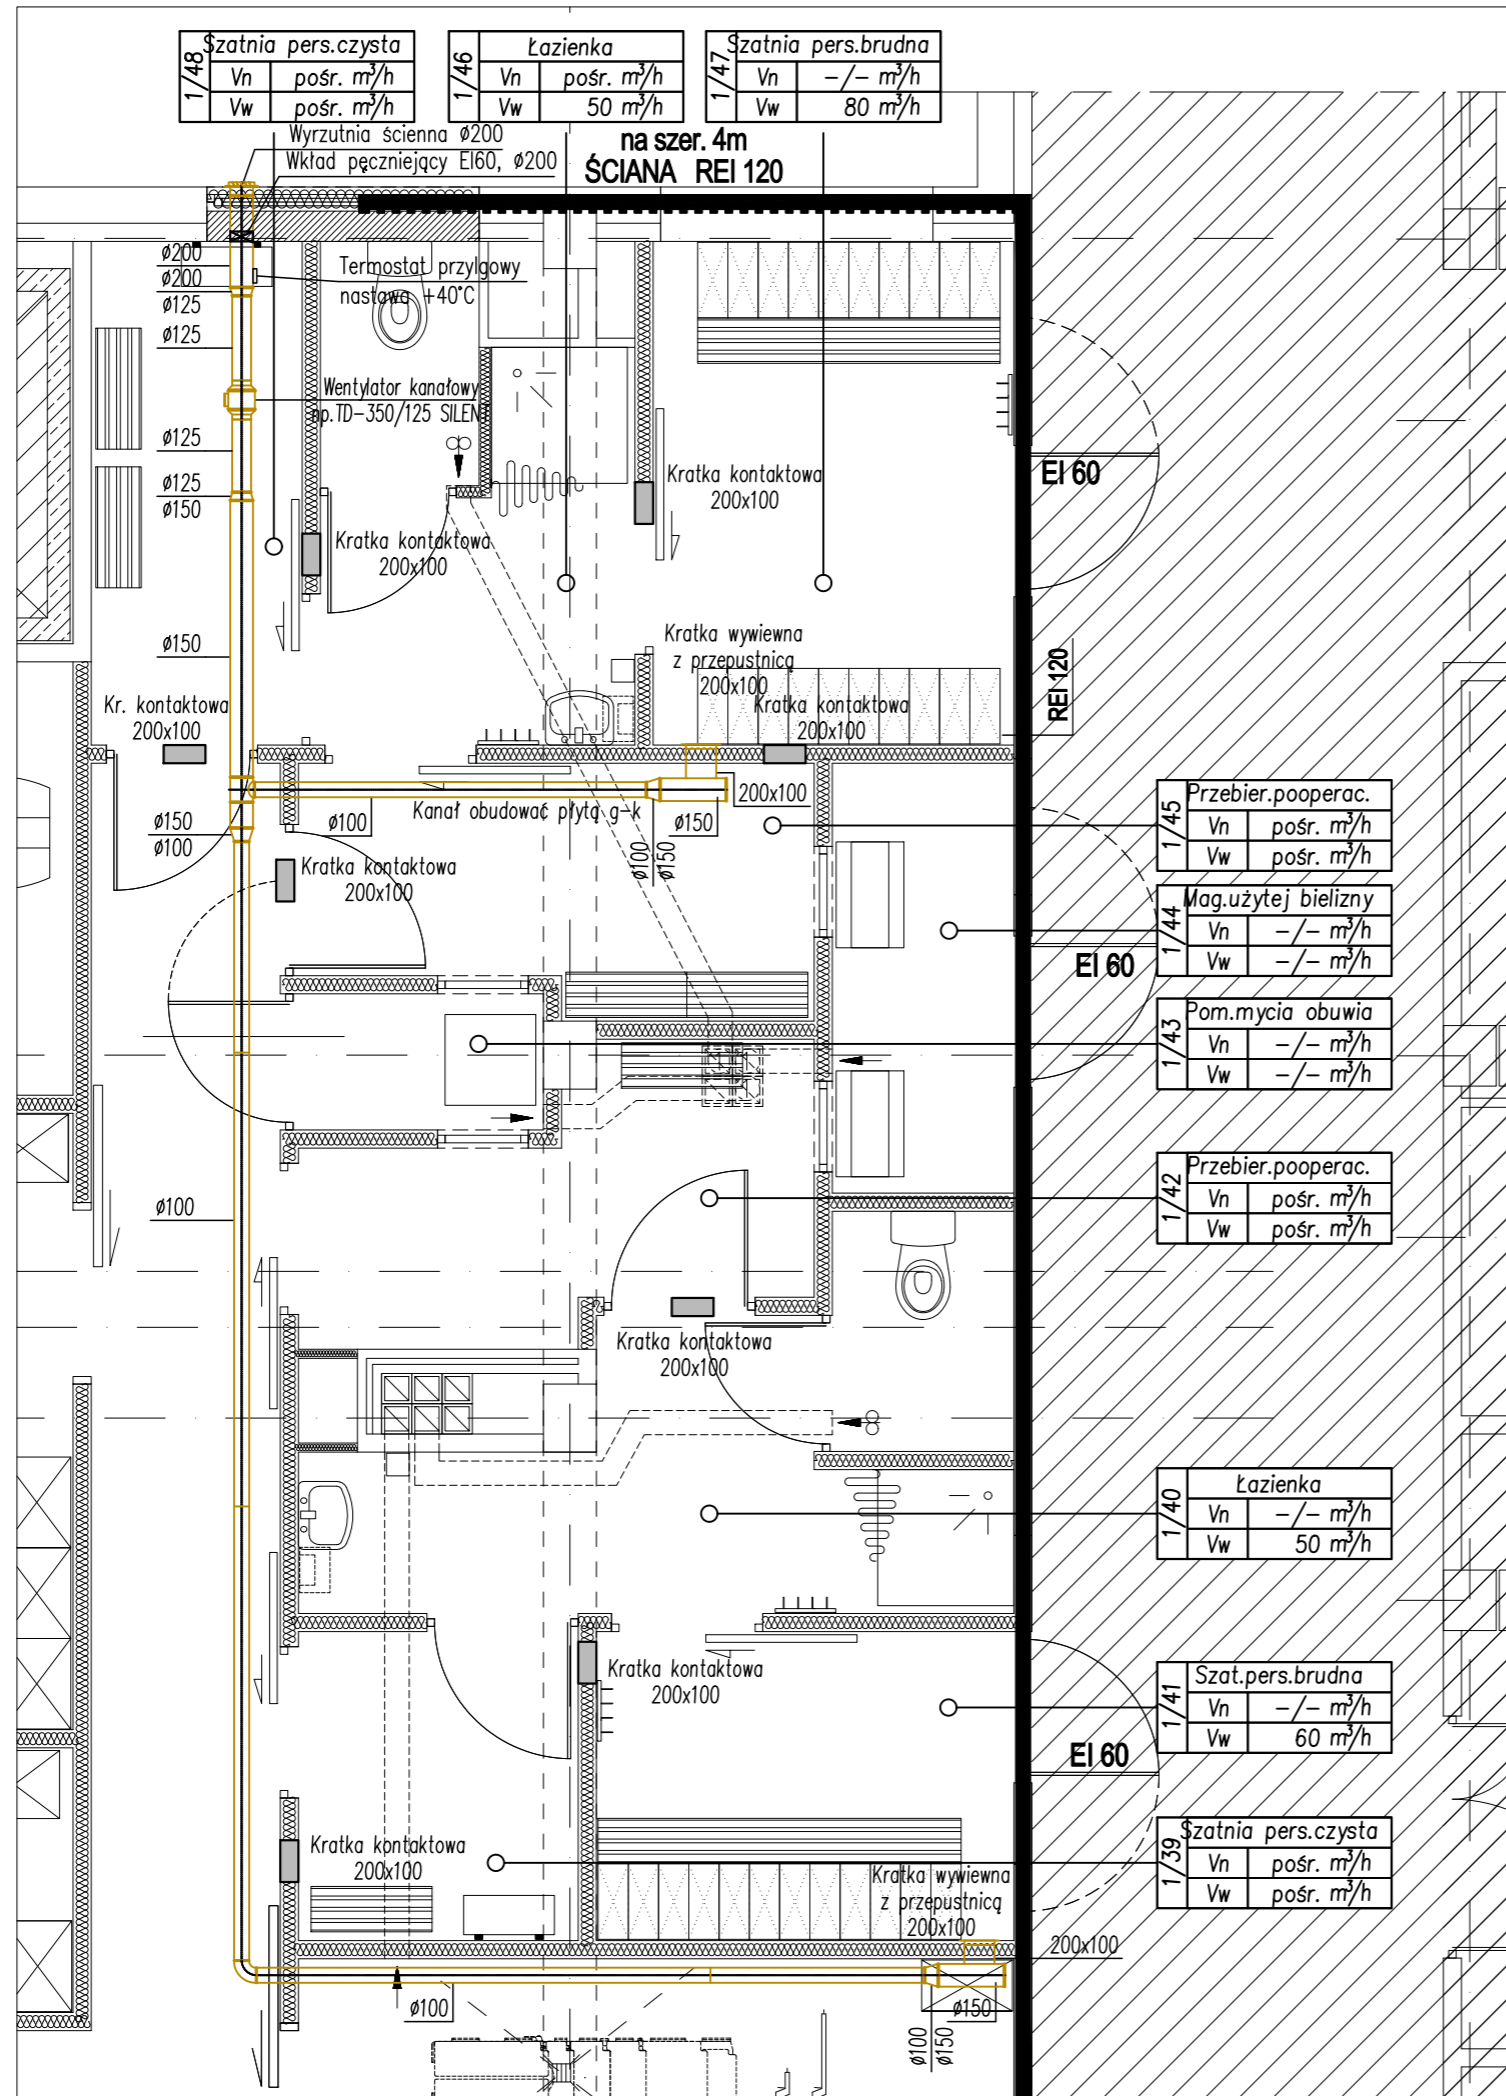 1/48
Szatnia pers.czysta
Vn pośr. m³/h
Vw pośr. m³/h
1/46
Łazienka
Vn pośr. m³/h
Vw 50 m³/h
1/47
Szatnia pers.brudna
Vn -/- m³/h
Vw 80 m³/h
Wyrzutnia ścienna ø200
Wkład pęczniejący EI60, ø200
na szer. 4m
ŚCIANA REI 120
ø200
ø200
ø125
ø125
Termostat przylgowy
nastawa +40°C
Wentylator kanałowy
np.TD-350/125 SILENT
ø125
ø125
ø150
Kratka kontaktowa
200x100
EI 60
Kratka kontaktowa
200x100
ø150
Kratka wywiewna
z przepustnicą
200x100
REI 120
Kr. kontaktowa
200x100
Kratka kontaktowa
200x100
200x100
Kanał obudować płytą g-k
ø150
ø100
ø100
ø150
ø100
ø150
Kratka kontaktowa
200x100
1/45
Przebier.pooperac.
Vn pośr. m³/h
Vw pośr. m³/h
1/44
Mag.użytej bielizny
Vn -/- m³/h
Vw -/- m³/h
EI 60
1/43
Pom.mycia obuwia
Vn -/- m³/h
Vw -/- m³/h
1/42
Przebier.pooperac.
Vn pośr. m³/h
Vw pośr. m³/h
ø100
Kratka kontaktowa
200x100
1/40
Łazienka
Vn -/- m³/h
Vw 50 m³/h
Kratka kontaktowa
200x100
1/41
Szat.pers.brudna
Vn -/- m³/h
Vw 60 m³/h
EI 60
Kratka kontaktowa
200x100
1/39
Szatnia pers.czysta
Vn pośr. m³/h
Vw pośr. m³/h
Kratka wywiewna
z przepustnicą
200x100
200x100
ø100
ø150
ø100
ø150